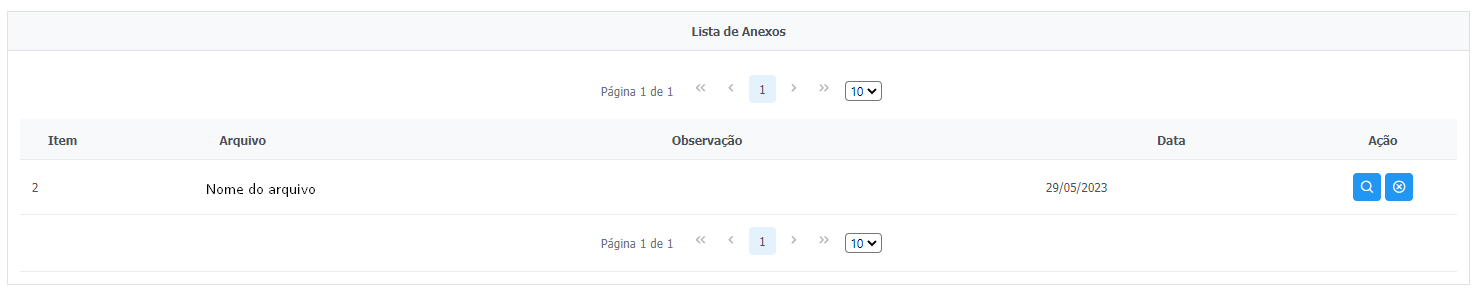 Lista de Anexos
Página 1 de 1 << < 1 > >> 10
Item Arquivo Observação Data Ação
2 Nome do arquivo 29/05/2023
Página 1 de 1 << < 1 > >> 10